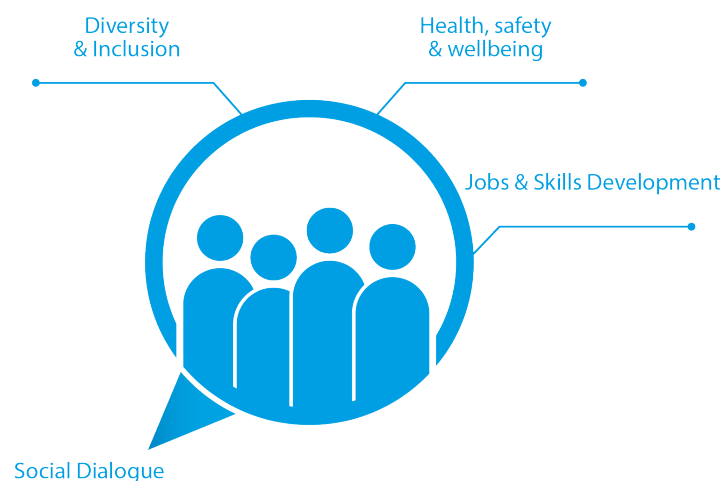 Diversity
& Inclusion
Health, safety
& wellbeing
Jobs & Skills Development
Social Dialogue